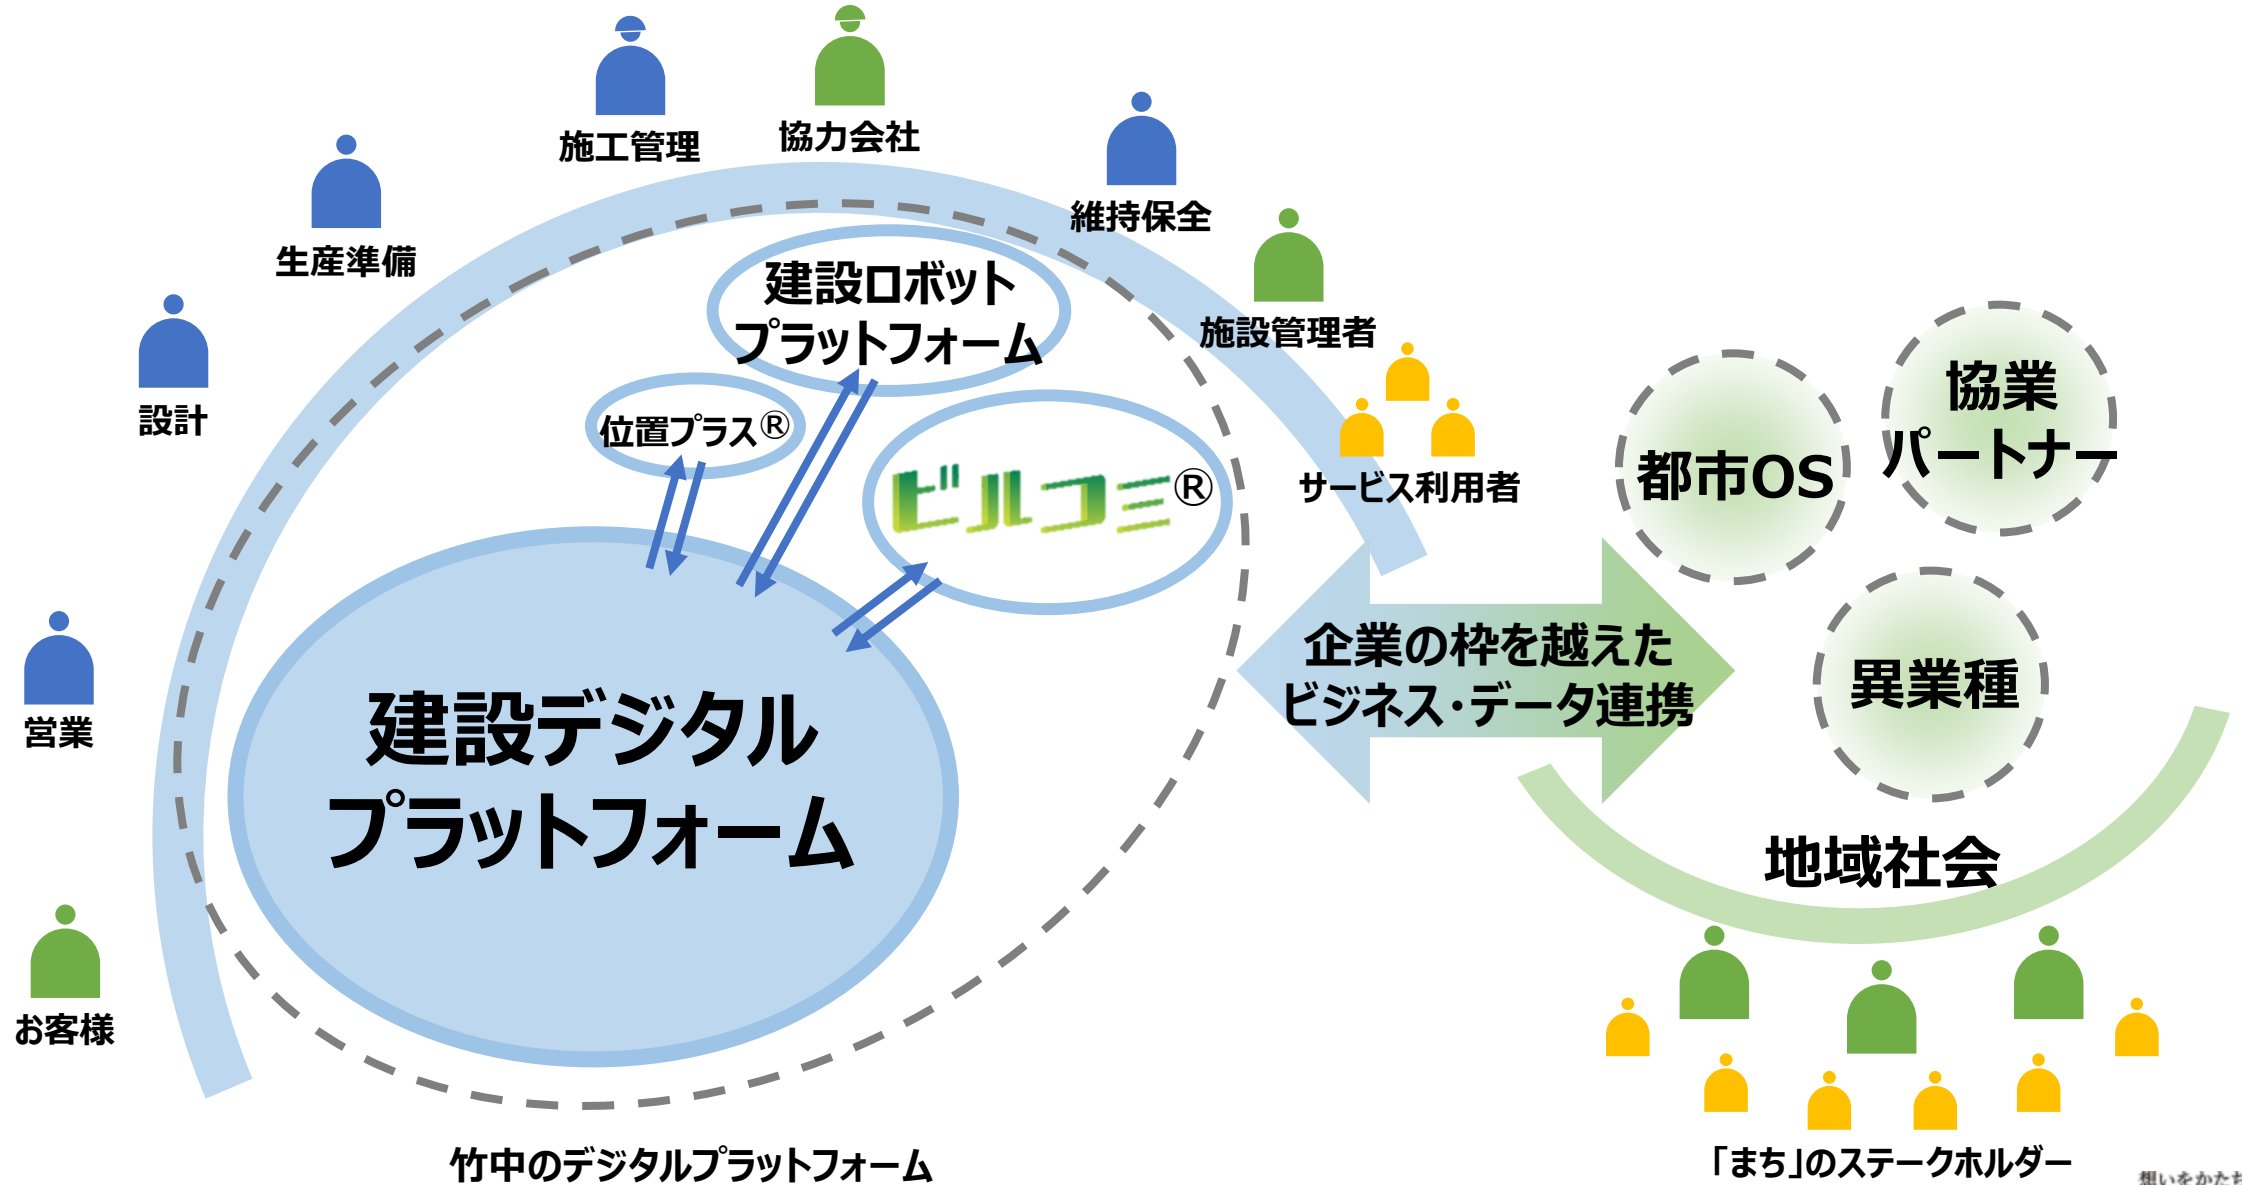 施工管理
協力会社
維持保全
生産準備
施設管理者
設計
サービス利用者
営業
お客様
建設ロボット
プラットフォーム
位置プラス®
ビルコミ®
建設デジタル
プラットフォーム
企業の枠を越えた
ビジネス・データ連携
都市OS
協業
パートナー
異業種
地域社会
竹中のデジタルプラットフォーム
「まち」のステークホルダー
想いをかたち